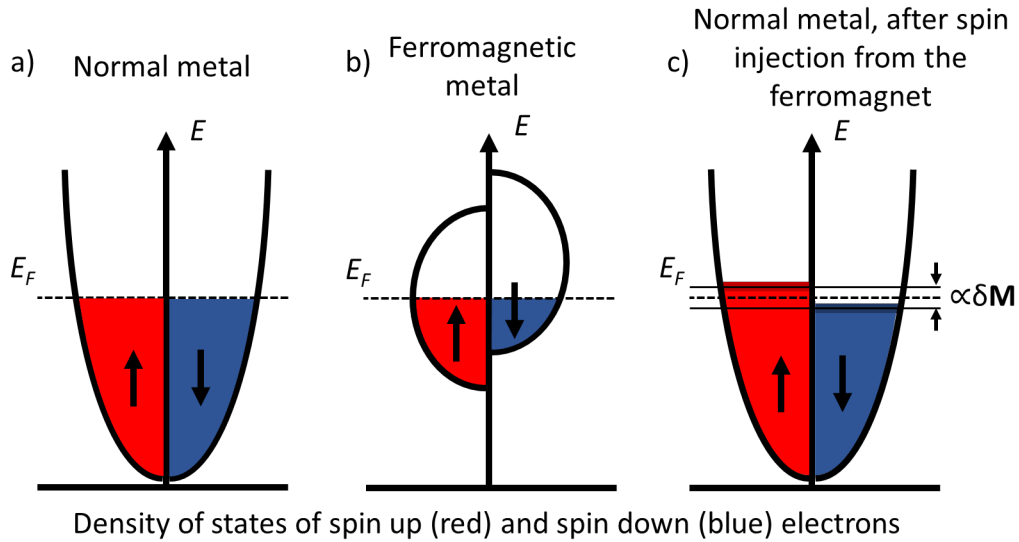 a) Normal metal
b) Ferromagnetic
metal
c) Normal metal, after spin
injection from the
ferromagnet
E
E
E
E_F
E_F
E_F
∝δM
Density of states of spin up (red) and spin down (blue) electrons